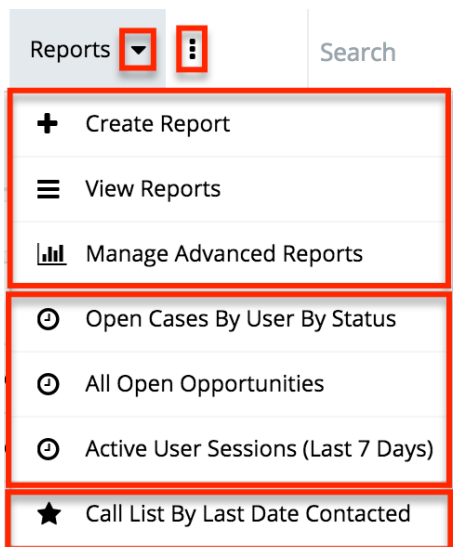 Reports
Search
Create Report
View Reports
Manage Advanced Reports
Open Cases By User By Status
All Open Opportunities
Active User Sessions (Last 7 Days)
Call List By Last Date Contacted